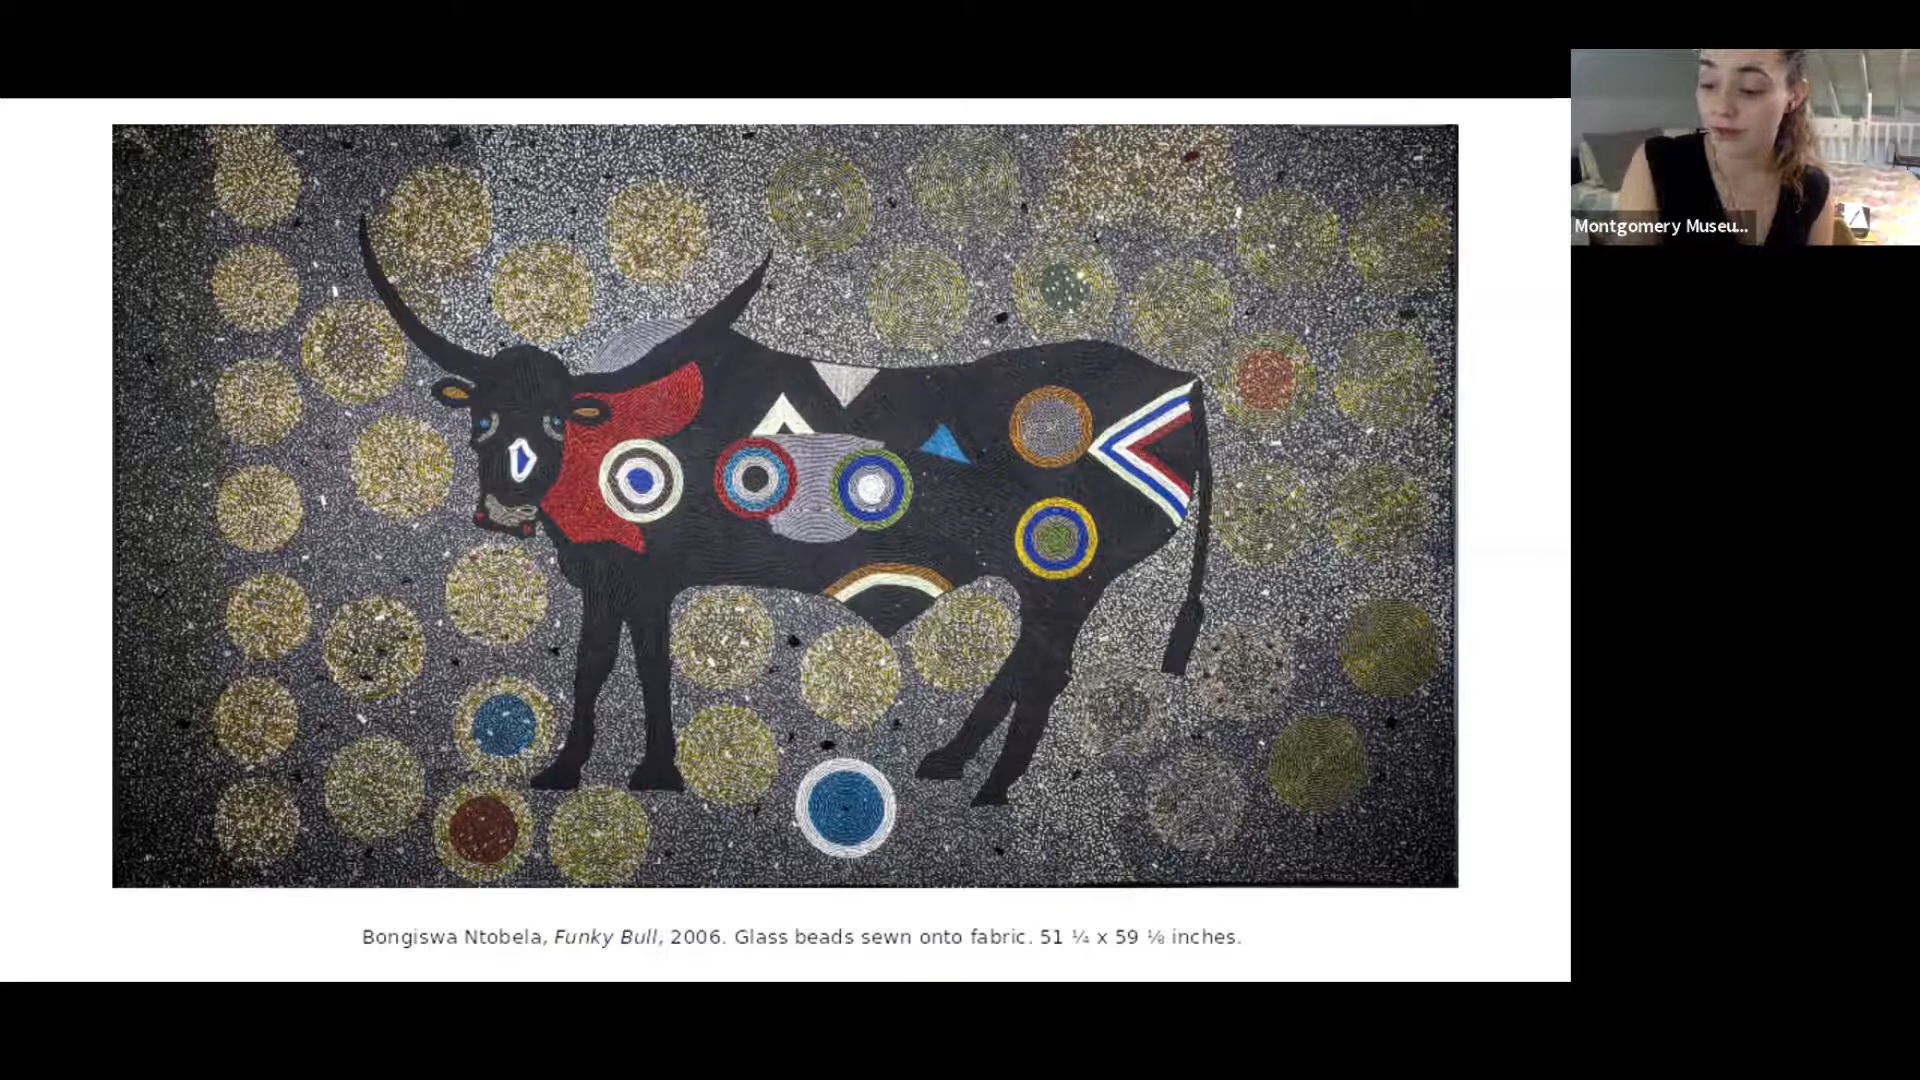 Montgomery Museu...
Bongiswa Ntobela, Funky Bull, 2006. Glass beads sewn onto fabric. 51 ¼ x 59 ⅛ inches.